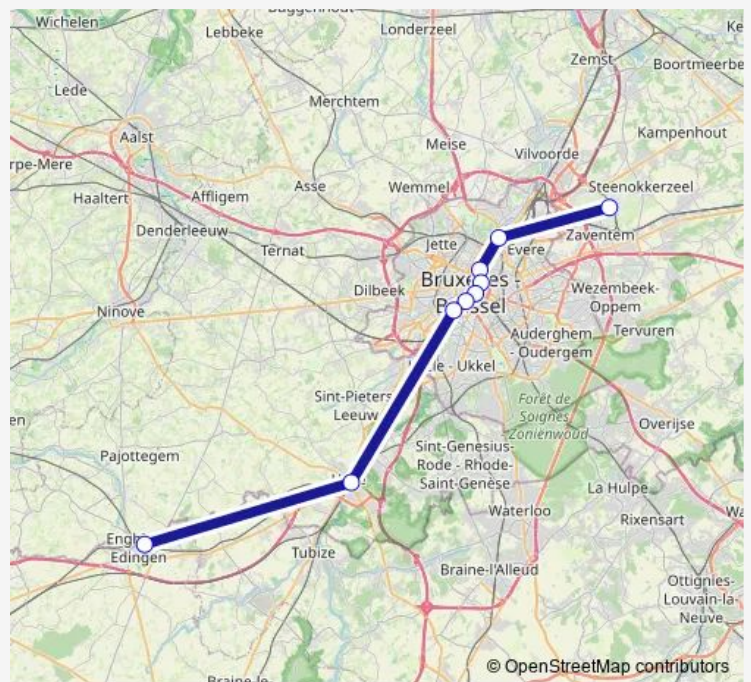 Wichelen
Lebbeke
Londerzeel
Zemst
Boortmeerbe
Lede
Merchtem
Aalst
Kampenhout
Meise
Vilvoorde
rpe-Mere
Asse
Wemmel
Steenokkerzeel
Haaltert
Affligem
Denderleeuw
Jette
Evere
Zaventem
Ternat
Dilbeek
Wezembeek-
Oppem
Ninove
Auderghem
- Oudergem
Tervuren
Sint-Pieters
Leeuw
Forêt de
Soignes
Zoniënwoud
Overijse
en
Pajottegem
Sint-Genesius-
Rode - Rhode-
Saint-Genèse
La Hulpe
Waterloo
Rixensart
Edingen
Tubize
Braine-l'Alleud
Ottignies-
Louvain-la-
Neuve
© OpenStreetMap contributors